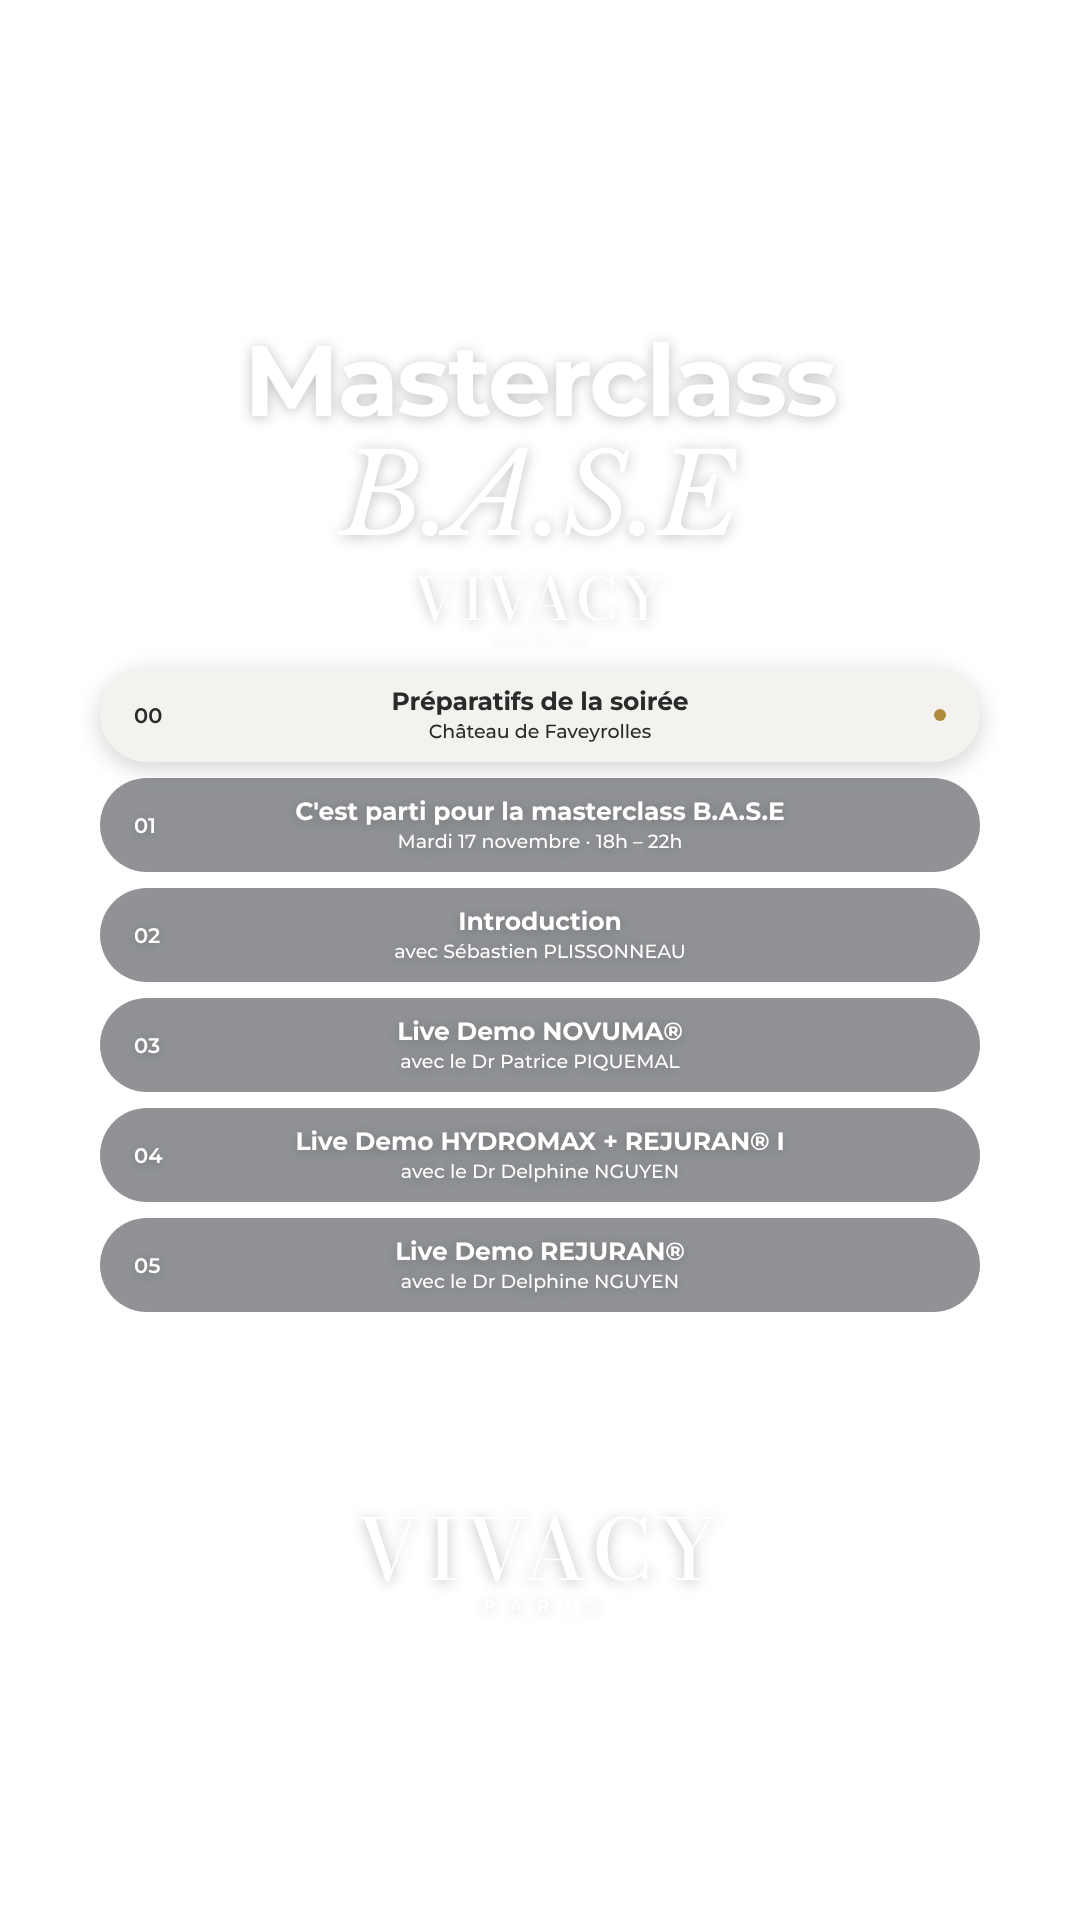 Masterclass
B.A.S.E
VIVACY
00
Préparatifs de la soirée
Château de Faveyrolles
01
C'est parti pour la masterclass B.A.S.E
Mardi 17 novembre · 18h – 22h
02
Introduction
avec Sébastien PLISSONNEAU
03
Live Demo NOVUMA®
avec le Dr Patrice PIQUEMAL
04
Live Demo HYDROMAX + REJURAN® I
avec le Dr Delphine NGUYEN
05
Live Demo REJURAN®
avec le Dr Delphine NGUYEN
VIVACY
PARIS